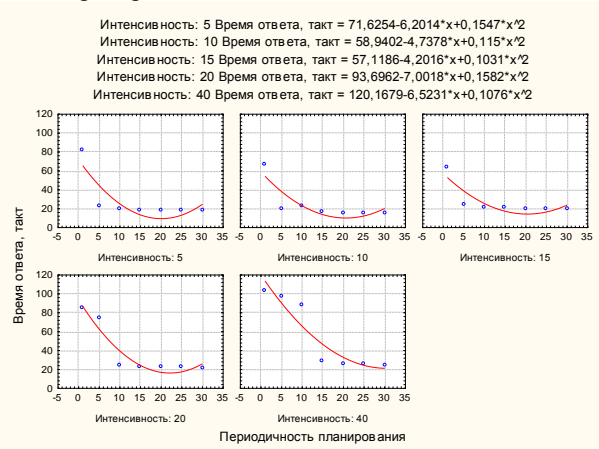 Интенсивность: 5 Время ответа, такт = 71,6254-6,2014*x+0,1547*x^2
Интенсивность: 10 Время ответа, такт = 58,9402-4,7378*x+0,115*x^2
Интенсивность: 15 Время ответа, такт = 57,1186-4,2016*x+0,1031*x^2
Интенсивность: 20 Время ответа, такт = 93,6962-7,0018*x+0,1582*x^2
Интенсивность: 40 Время ответа, такт = 120,1679-6,5231*x+0,1076*x^2
Время ответа, такт
120
100
80
60
40
20
0
-5 0 5 10 15 20 25 30 35
Интенсивность: 5
-5 0 5 10 15 20 25 30 35
Интенсивность: 10
-5 0 5 10 15 20 25 30 35
Интенсивность: 15
120
100
80
60
40
20
0
-5 0 5 10 15 20 25 30 35
Интенсивность: 20
-5 0 5 10 15 20 25 30 35
Интенсивность: 40
Периодичность планирования